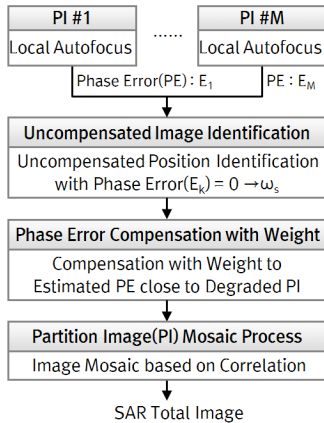 PI #1
PI #M
Local Autofocus
......
Local Autofocus
Phase Error(PE) : E₁
PE : Eᴍ
Uncompensated Image Identification
Uncompensated Position Identification
with Phase Error(Eₖ) = 0 →ωₛ
Phase Error Compensation with Weight
Compensation with Weight to
Estimated PE close to Degraded PI
Partition Image(PI) Mosaic Process
Image Mosaic based on Correlation
SAR Total Image